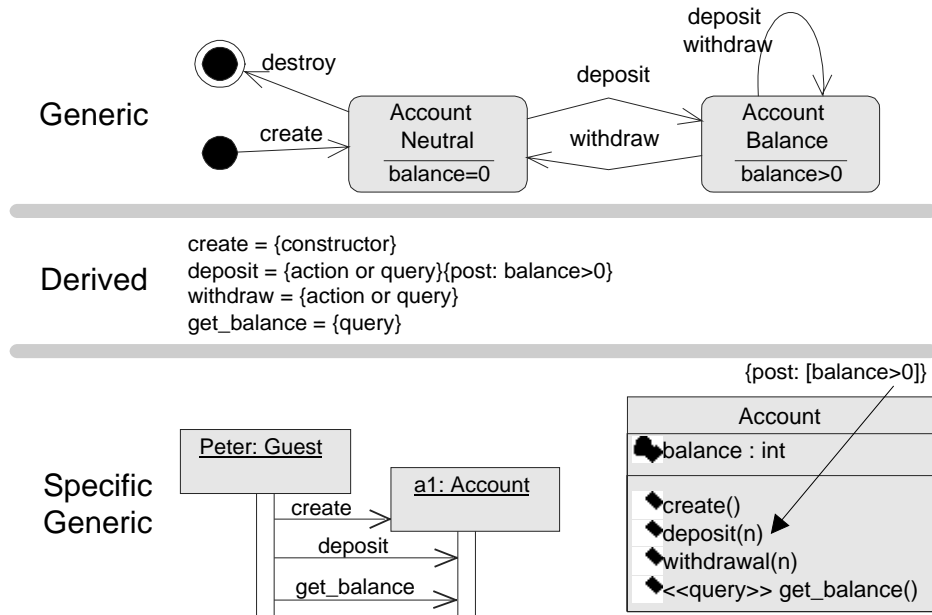 deposit
withdraw
destroy
deposit
Generic
Account
Neutral
balance=0
create
withdraw
Account
Balance
balance>0
Derived
create = {constructor}
deposit = {action or query}{post: balance>0}
withdraw = {action or query}
get_balance = {query}
{post: [balance>0]}
Specific
Generic
Peter: Guest
a1: Account
create
deposit
get_balance
Account
balance : int
create()
deposit(n)
withdrawal(n)
<<query>> get_balance()